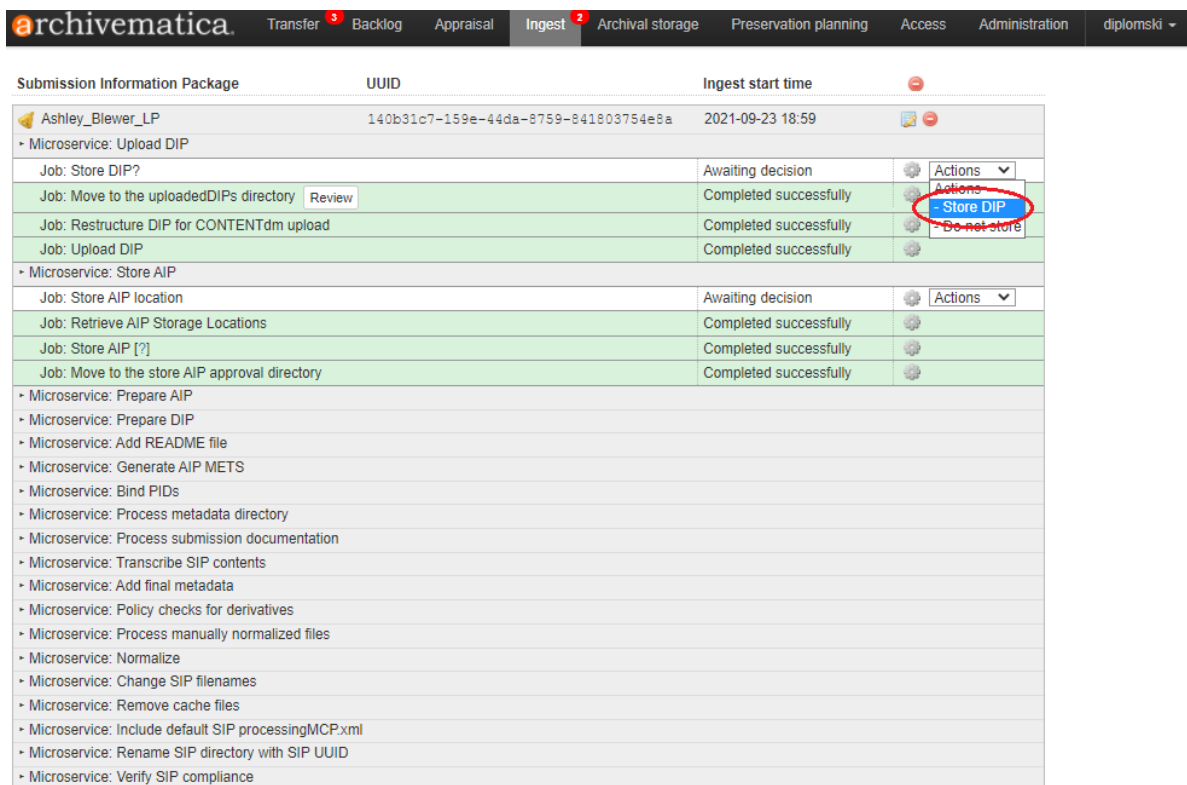 archivematica. Transfer 3 Backlog Appraisal Ingest 2 Archival storage Preservation planning Access Administration diplomski
Submission Information Package UUID Ingest start time
Ashley_Blewer_LP 140b31c7-159e-44da-8759-841803754e8a 2021-09-23 18:59
Microservice: Upload DIP
Job: Store DIP? Awaiting decision Actions
Job: Move to the uploadedDIPs directory Review Completed successfully Actions
- Store DIP
Job: Restructure DIP for CONTENTdm upload Completed successfully - Do not store
Job: Upload DIP Completed successfully
Microservice: Store AIP
Job: Store AIP location Awaiting decision Actions
Job: Retrieve AIP Storage Locations Completed successfully
Job: Store AIP [?] Completed successfully
Job: Move to the store AIP approval directory Completed successfully
Microservice: Prepare AIP
Microservice: Prepare DIP
Microservice: Add README file
Microservice: Generate AIP METS
Microservice: Bind PIDs
Microservice: Process metadata directory
Microservice: Process submission documentation
Microservice: Transcribe SIP contents
Microservice: Add final metadata
Microservice: Policy checks for derivatives
Microservice: Process manually normalized files
Microservice: Normalize
Microservice: Change SIP filenames
Microservice: Remove cache files
Microservice: Include default SIP processingMCP.xml
Microservice: Rename SIP directory with SIP UUID
Microservice: Verify SIP compliance